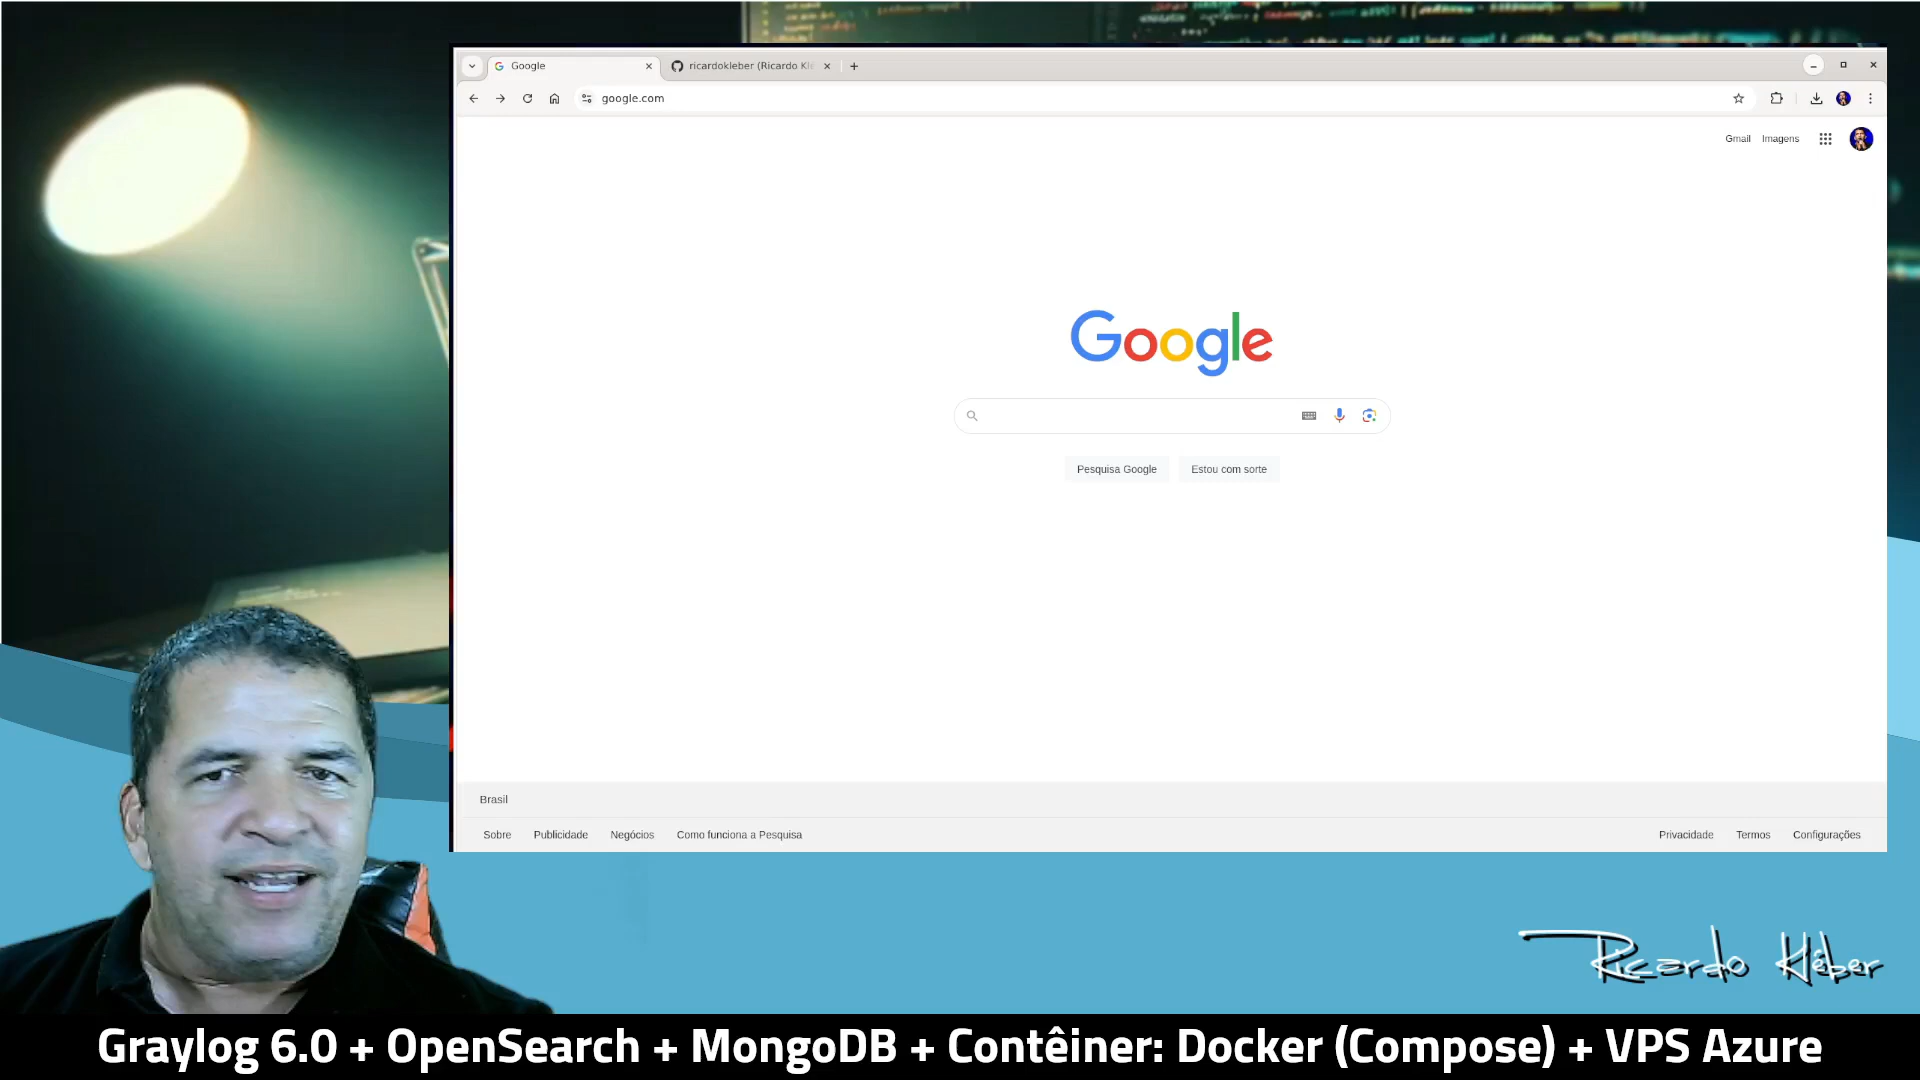 Google
ricardokleber (Ricardo Kl
google.com
Gmail Imagens
Google
Pesquisa Google Estou com sorte
Brasil
Sobre Publicidade Negócios Como funciona a Pesquisa
Privacidade Termos Configurações
Ricardo Kléber
Graylog 6.0 + OpenSearch + MongoDB + Contêiner: Docker (Compose) + VPS Azure